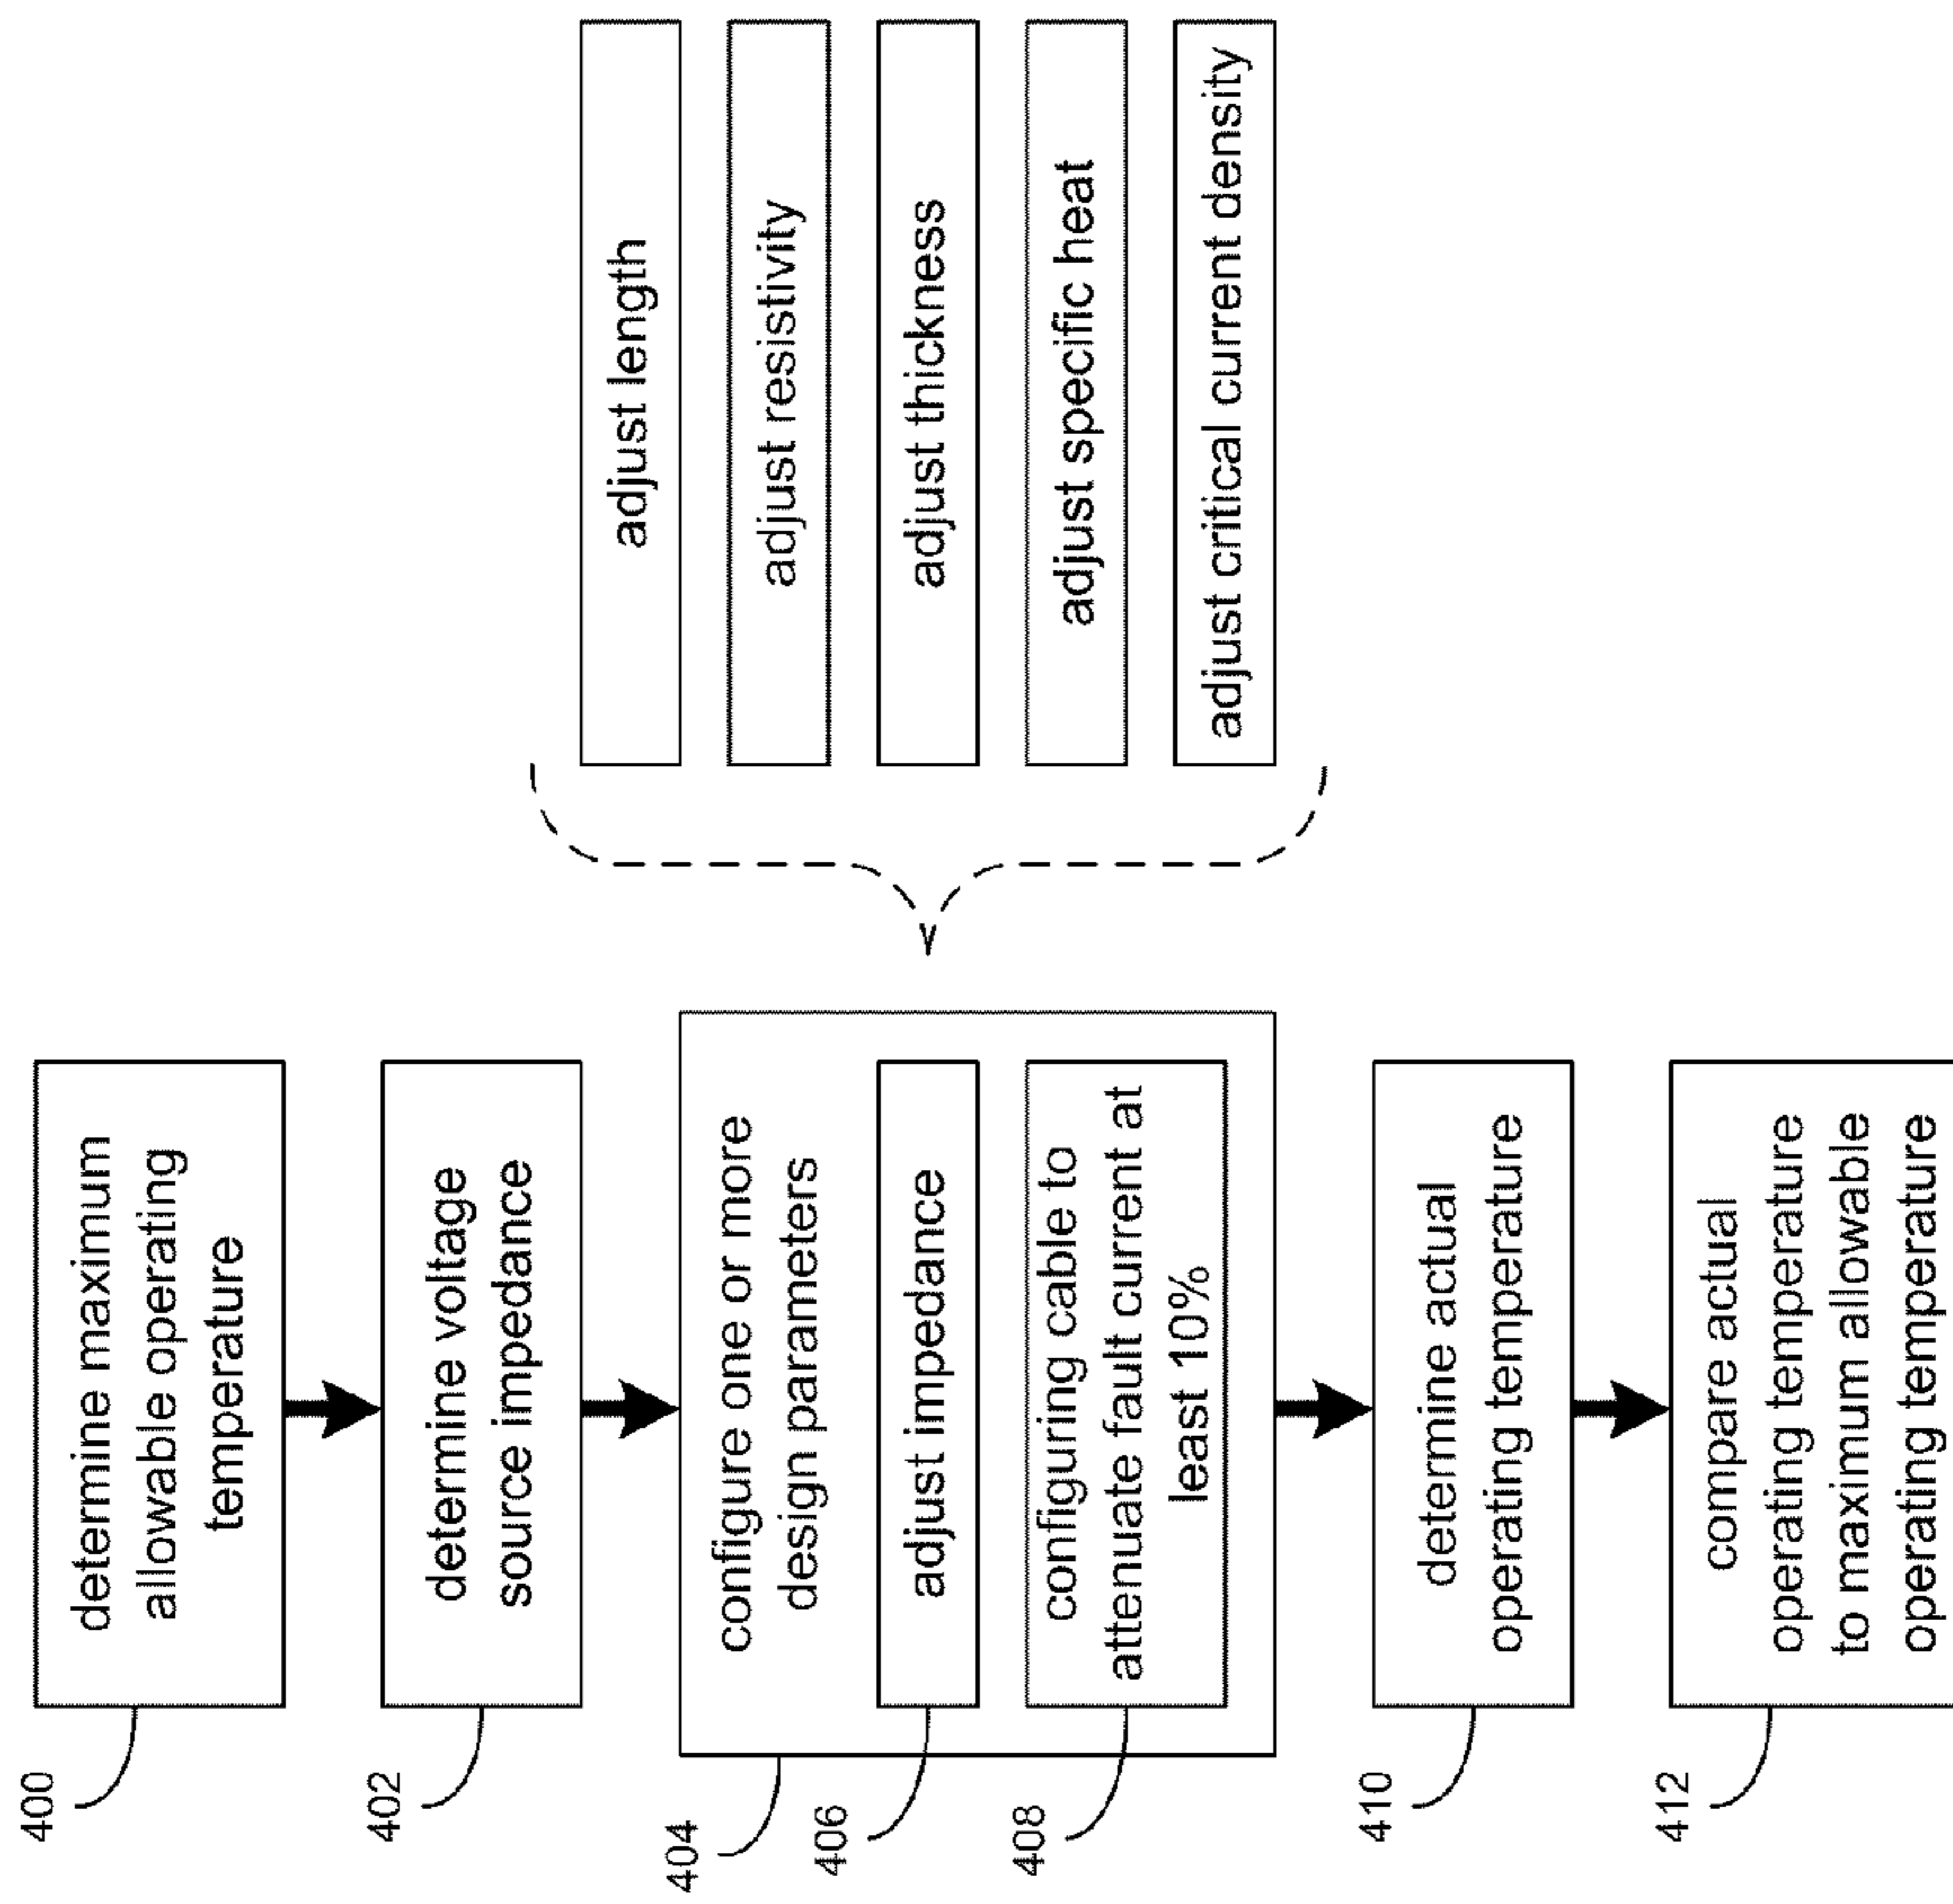 400
determine maximum
allowable operating
temperature
402
determine voltage
source impedance
404
configure one or more
design parameters
406
adjust impedance
408
configuring cable to
attenuate fault current at
least 10%
410
determine actual
operating temperature
412
compare actual
operating temperature
to maximum allowable
operating temperature
adjust length
adjust resistivity
adjust thickness
adjust specific heat
adjust critical current density